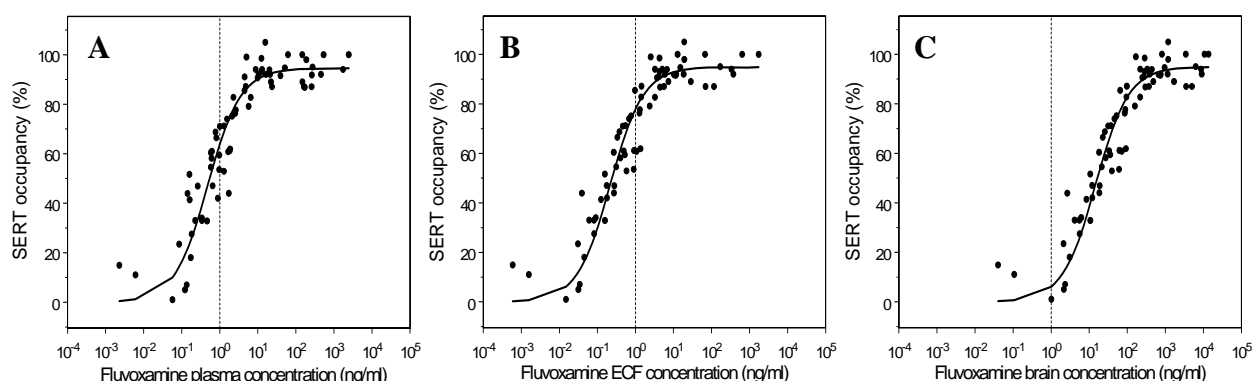 A
SERT occupancy (%)
100
80
60
40
20
0
10-4 10-3 10-2 10-1 100 101 102 103 104 105
Fluvoxamine plasma concentration (ng/ml)
B
SERT occupancy (%)
100
80
60
40
20
0
10-4 10-3 10-2 10-1 100 101 102 103 104 105
Fluvoxamine ECF concentration (ng/ml)
C
SERT occupancy (%)
100
80
60
40
20
0
10-4 10-3 10-2 10-1 100 101 102 103 104 105
Fluvoxamine brain concentration (ng/ml)